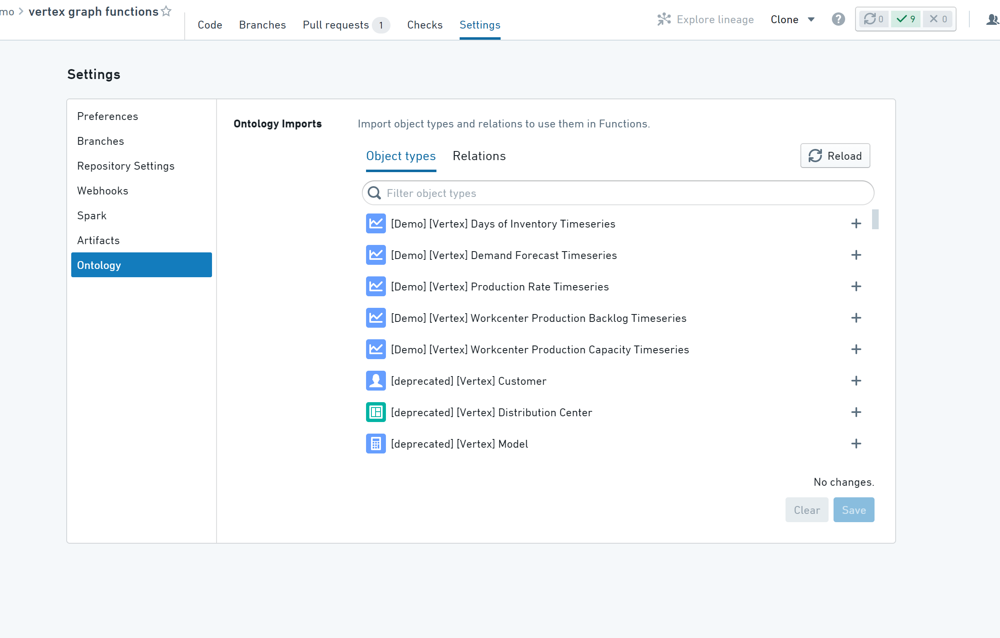 mo > vertex graph functions
Code Branches Pull requests 1 Checks Settings
Explore lineage Clone ? 0 9 0
Settings
Preferences
Branches
Repository Settings
Webhooks
Spark
Artifacts
Ontology
Ontology Imports
Import object types and relations to use them in Functions.
Object types Relations
Reload
Filter object types
[Demo] [Vertex] Days of Inventory Timeseries
[Demo] [Vertex] Demand Forecast Timeseries
[Demo] [Vertex] Production Rate Timeseries
[Demo] [Vertex] Workcenter Production Backlog Timeseries
[Demo] [Vertex] Workcenter Production Capacity Timeseries
[deprecated] [Vertex] Customer
[deprecated] [Vertex] Distribution Center
[deprecated] [Vertex] Model
No changes.
Clear Save